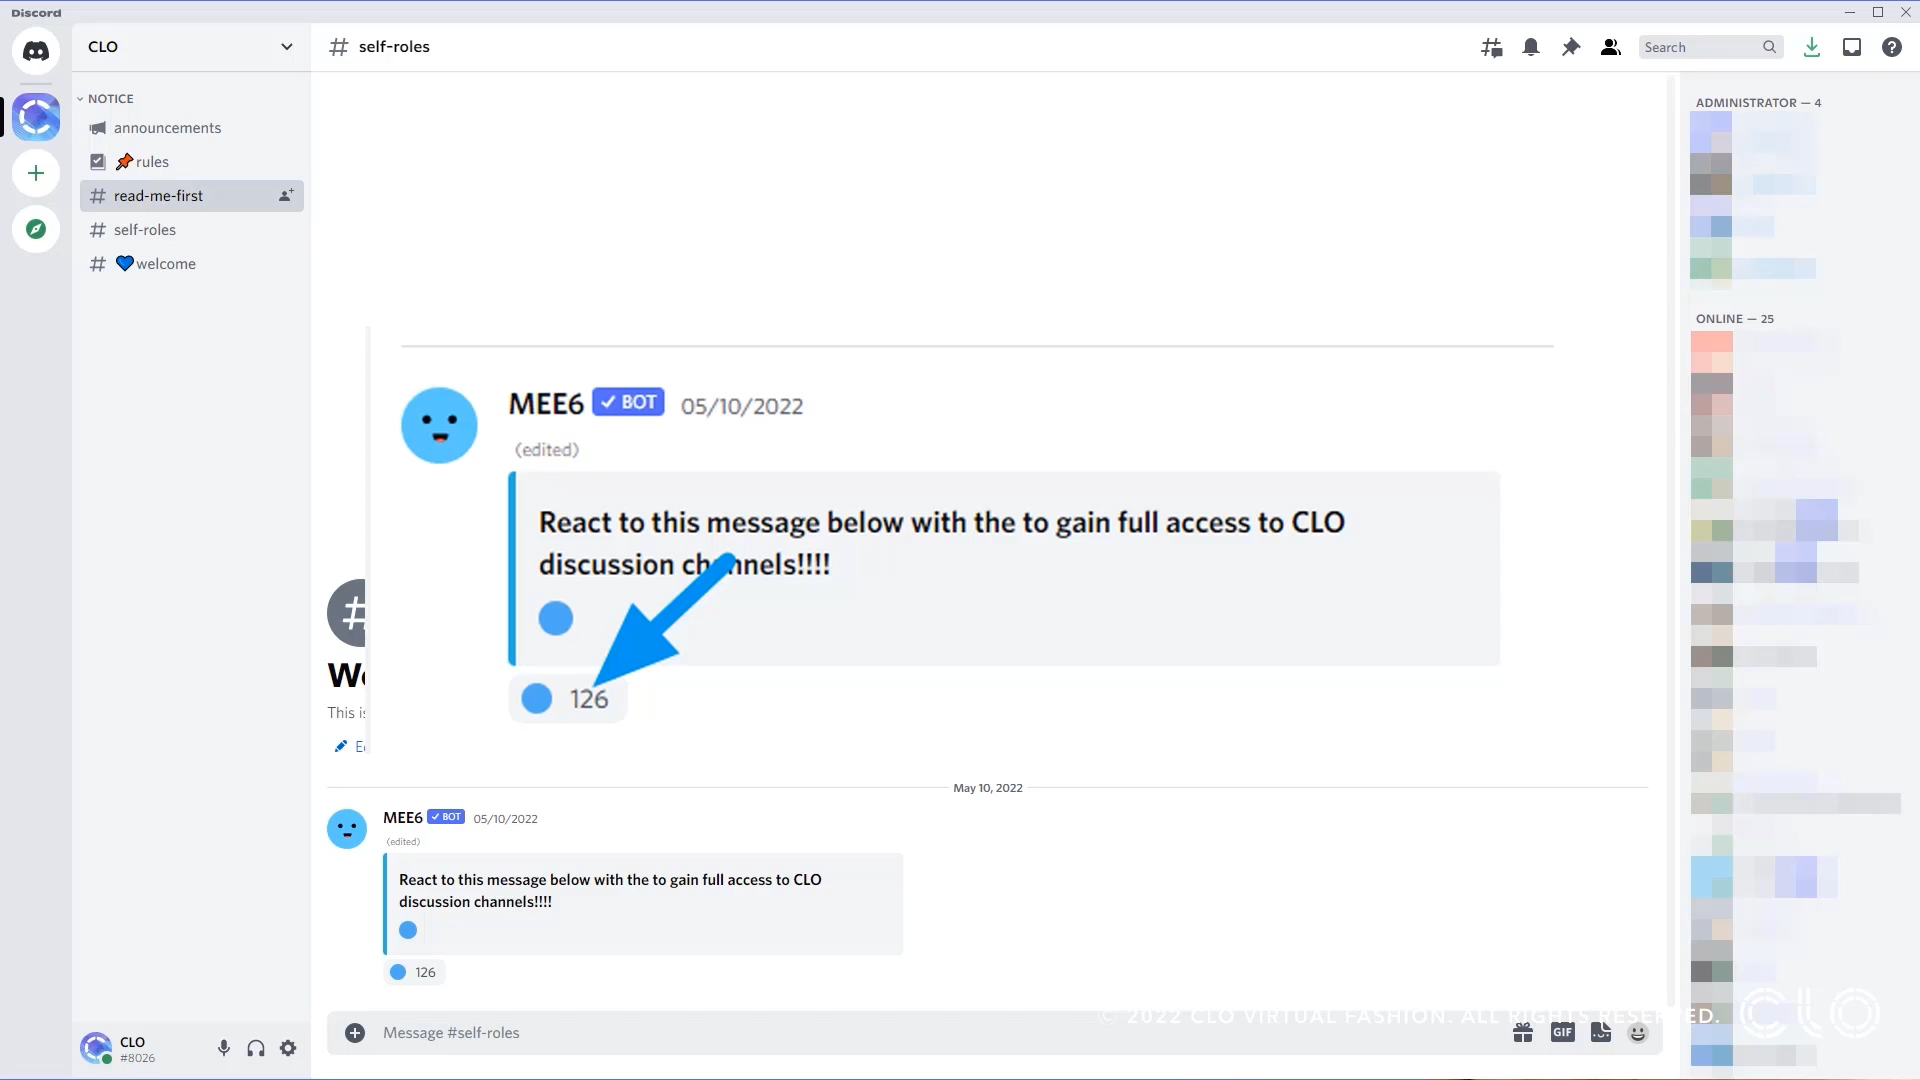 Discord
CLO
self-roles
Search
NOTICE
announcements
rules
read-me-first
self-roles
welcome
ADMINISTRATOR — 4
ONLINE — 25
MEE6 BOT 05/10/2022
(edited)
React to this message below with the to gain full access to CLO
discussion channels!!!!
126
This is
May 10, 2022
MEE6 BOT 05/10/2022
(edited)
React to this message below with the to gain full access to CLO
discussion channels!!!!
126
Message #self-roles
GIF
© 2022 CLO VIRTUAL FASHION. ALL RIGHTS RESERVED.
CLO
CLO
#8026